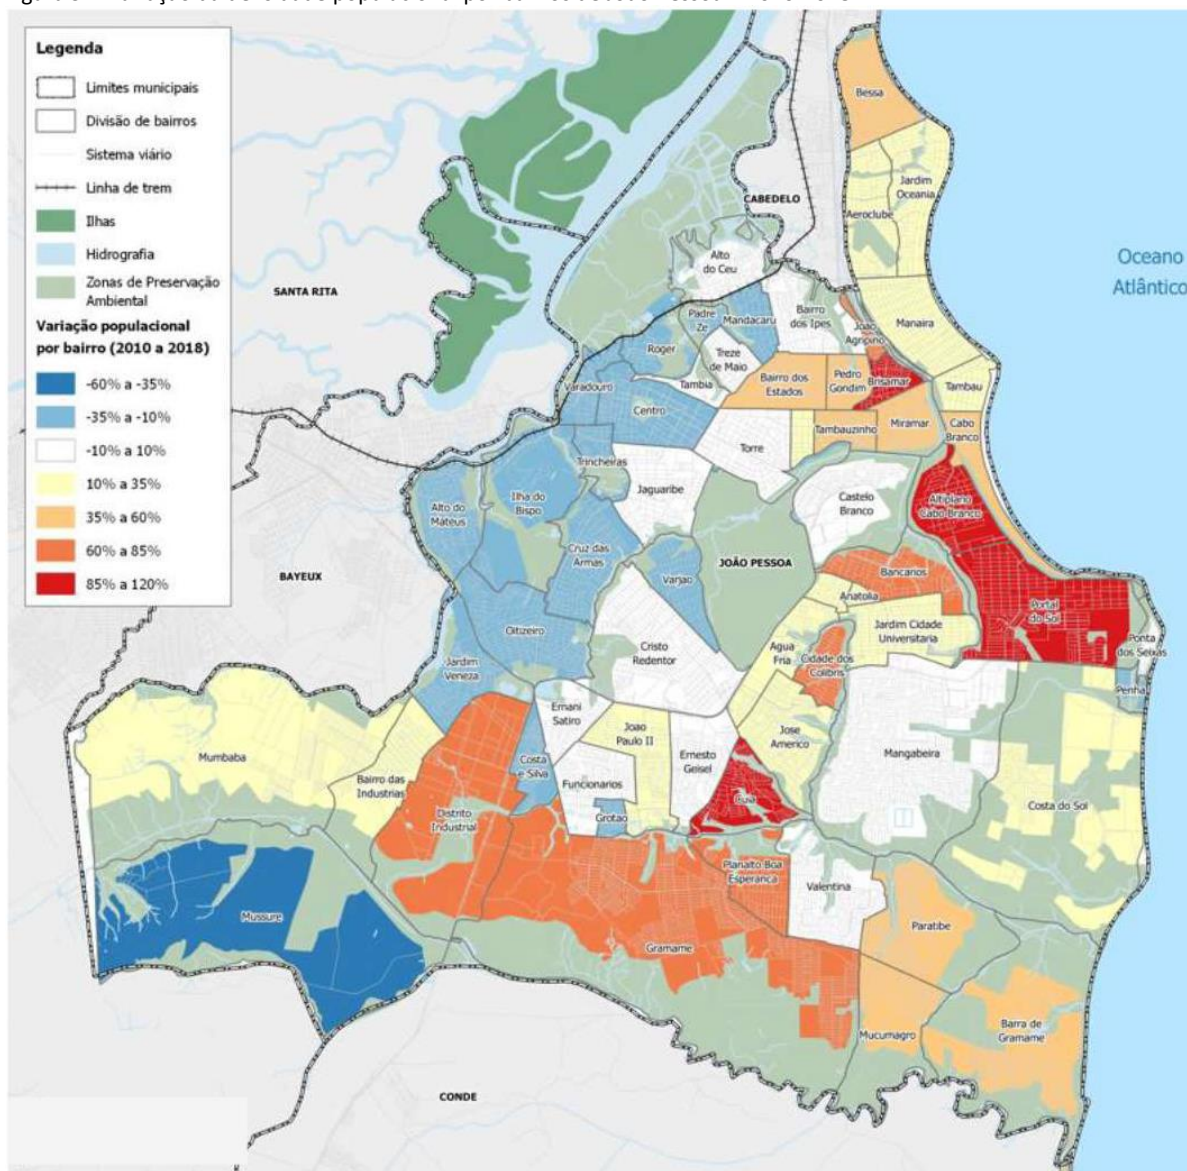 Legenda
Limites municipais
Divisão de bairros
Sistema viário
Linha de trem
Ilhas
Hidrografia
Zonas de Preservação
Ambiental
Variação populacional
por bairro (2010 a 2018)
-60% a -35%
-35% a -10%
-10% a 10%
10% a 35%
35% a 60%
60% a 85%
85% a 120%
Bessa
Jardim
Oceania
Aeroclube
CABEDELO
Oceano
Atlântico
Alto
do Ceu
SANTA RITA
Padre
Ze
Mandacaru
Bairro
dos Ipes
Joao
Agripino
Manaira
Roger
Treze
de Maio
Tambia
Bairro dos
Estados
Pedro
Gondim
Brisamar
Tambau
Varadouro
Centro
Tambauzinho
Miramar
Cabo
Branco
Torre
Trincheiras
Jaguaribe
Ilha do
Bispo
Alto do
Mateus
Castelo
Branco
Altiplano
Cabo Branco
Cruz das
Armas
Varjao
JOÃO PESSOA
BAYEUX
Bancarios
Anatolia
Portal
do Sol
Oitizeiro
Jardim Cidade
Universitaria
Cristo
Redentor
Agua
Fria
Cidade dos
Colibris
Ponta
dos Seixas
Jardim
Veneza
Penha
Ernani
Satiro
Joao
Paulo II
Jose
Americo
Mumbaba
Ernesto
Geisel
Mangabeira
Costa
e Silva
Bairro das
Industrias
Funcionarios
Cuia
Costa do Sol
Distrito
Industrial
Grotao
Planalto Boa
Esperança
Valentina
Mussure
Paratibe
Gramame
Mucumagro
Barra de
Gramame
CONDE